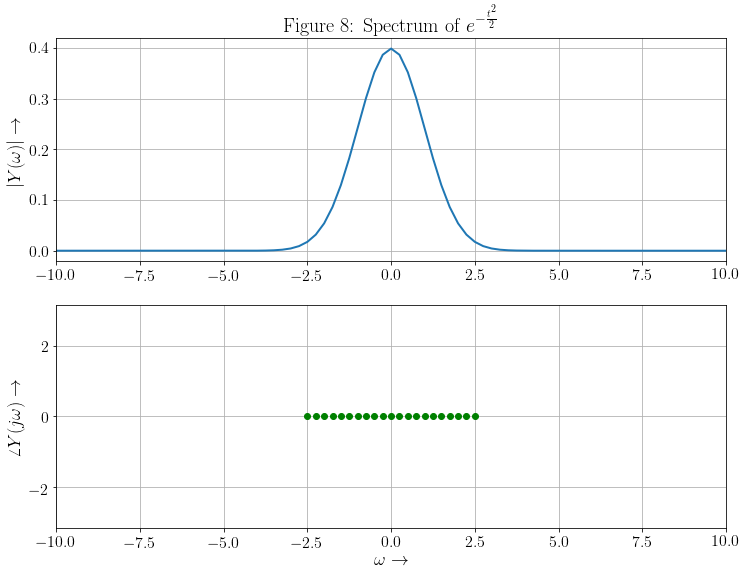 Figure 8: Spectrum of $e^{-\frac{t^2}{2}}$
|Y(ω)| →
0.4
0.3
0.2
0.1
0.0
−10.0 −7.5 −5.0 −2.5 0.0 2.5 5.0 7.5 10.0
∠Y(jω) →
2
0
−2
−10.0 −7.5 −5.0 −2.5 0.0 2.5 5.0 7.5 10.0
ω →